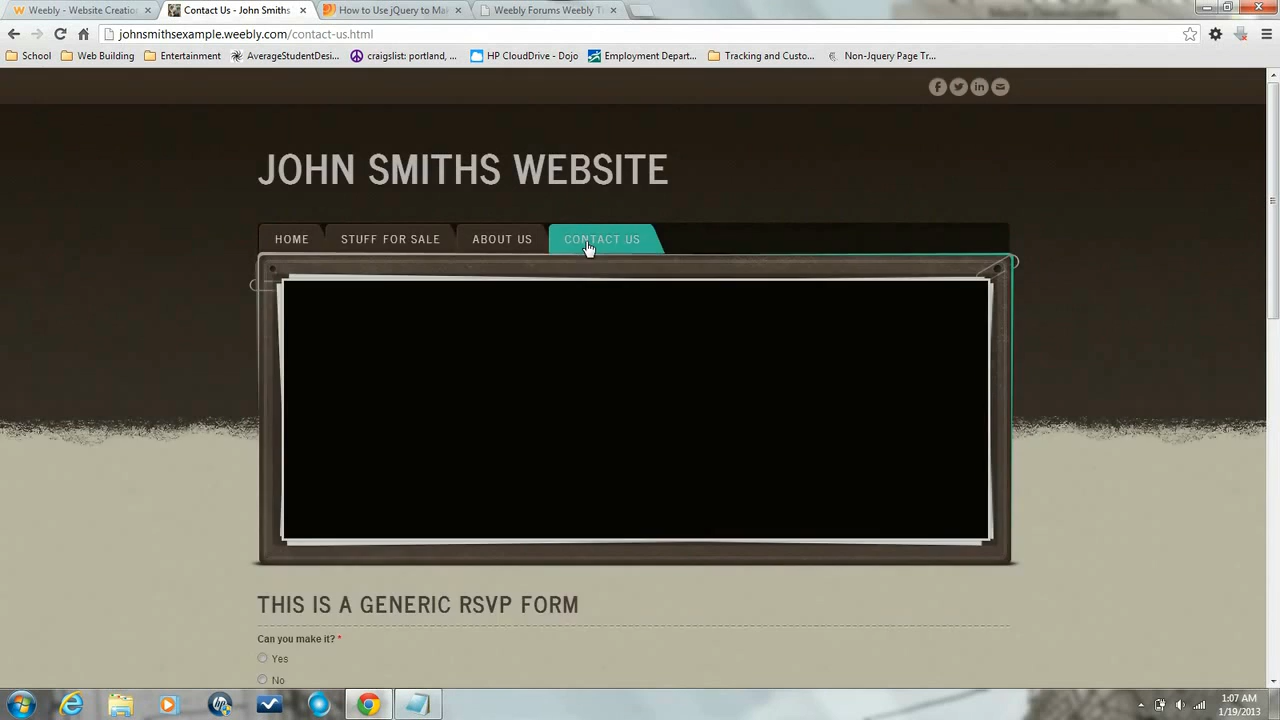 Weebly - Website Creation
Contact Us - John Smiths
How to Use jQuery to Ma
Weebly Forums Weebly T
johnsmithsexample.weebly.com/contact-us.html
School
Web Building
Entertainment
AverageStudentDesi...
craigslist: portland, ...
HP CloudDrive - Dojo
Employment Depart...
Tracking and Custo...
Non-Jquery Page Tr...
JOHN SMITHS WEBSITE
HOME
STUFF FOR SALE
ABOUT US
CONTACT US
THIS IS A GENERIC RSVP FORM
Can you make it? *
Yes
No
1:07 AM
1/19/2013